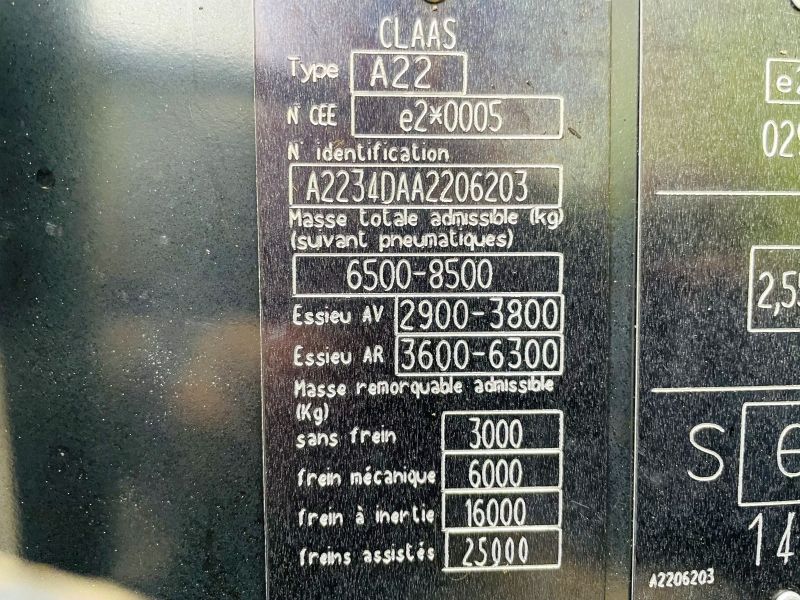 CLAAS
Type A22
N° CEE e2*0005
N° identification
A2234DAA2206203
Masse totale admissible (kg)
(suivant pneumatiques)
6500-8500
Essieu AV 2900-3800
Essieu AR 3600-6300
Masse remorquable admissible
(Kg)
sans frein 3000
frein mécanique 6000
frein à inertie 16000
freins assistés 25000
S
14
A2206203